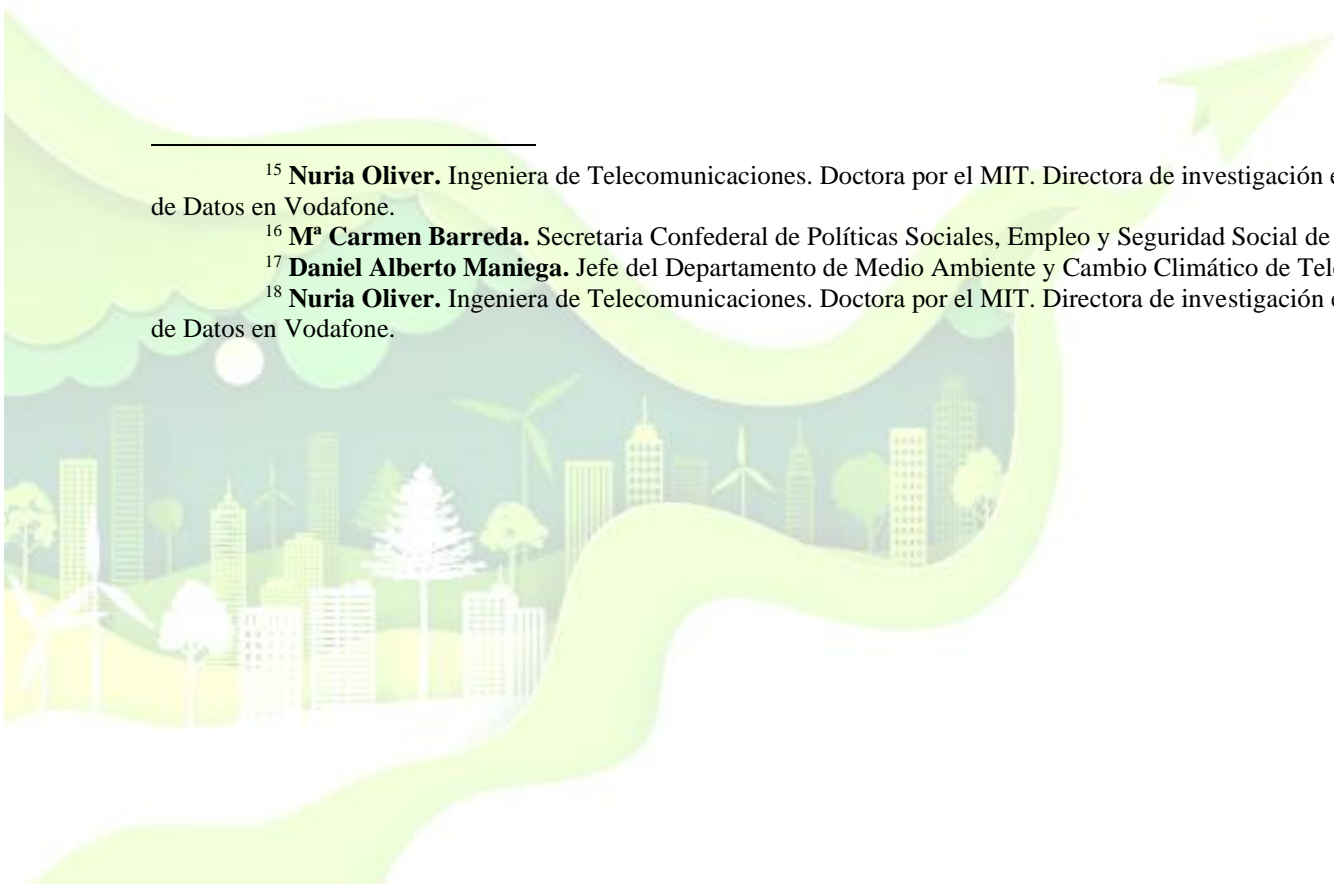 ¹⁵ Nuria Oliver. Ingeniera de Telecomunicaciones. Doctora por el MIT. Directora de investigación
de Datos en Vodafone.
¹⁶ Mª Carmen Barreda. Secretaria Confederal de Políticas Sociales, Empleo y Seguridad Social de
¹⁷ Daniel Alberto Maniega. Jefe del Departamento de Medio Ambiente y Cambio Climático de
¹⁸ Nuria Oliver. Ingeniera de Telecomunicaciones. Doctora por el MIT. Directora de investigación
de Datos en Vodafone.